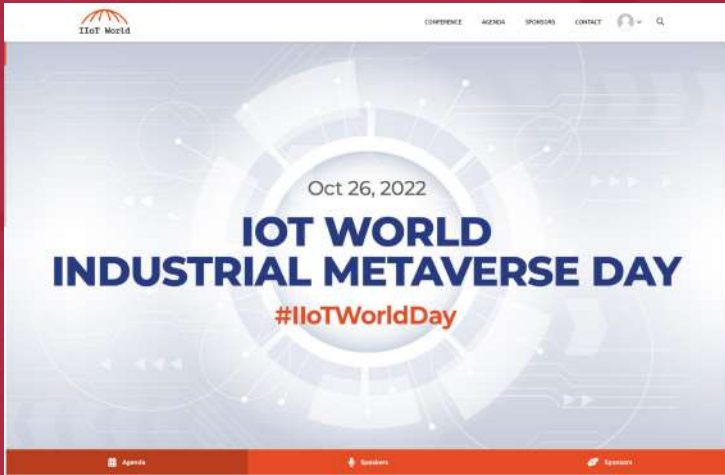 IIoT World
CONFERENCE AGENDA SPONSORS CONTACT
Oct 26, 2022
IOT WORLD
INDUSTRIAL METAVERSE DAY
#IIoTWorldDay
Agenda Speakers Sponsors